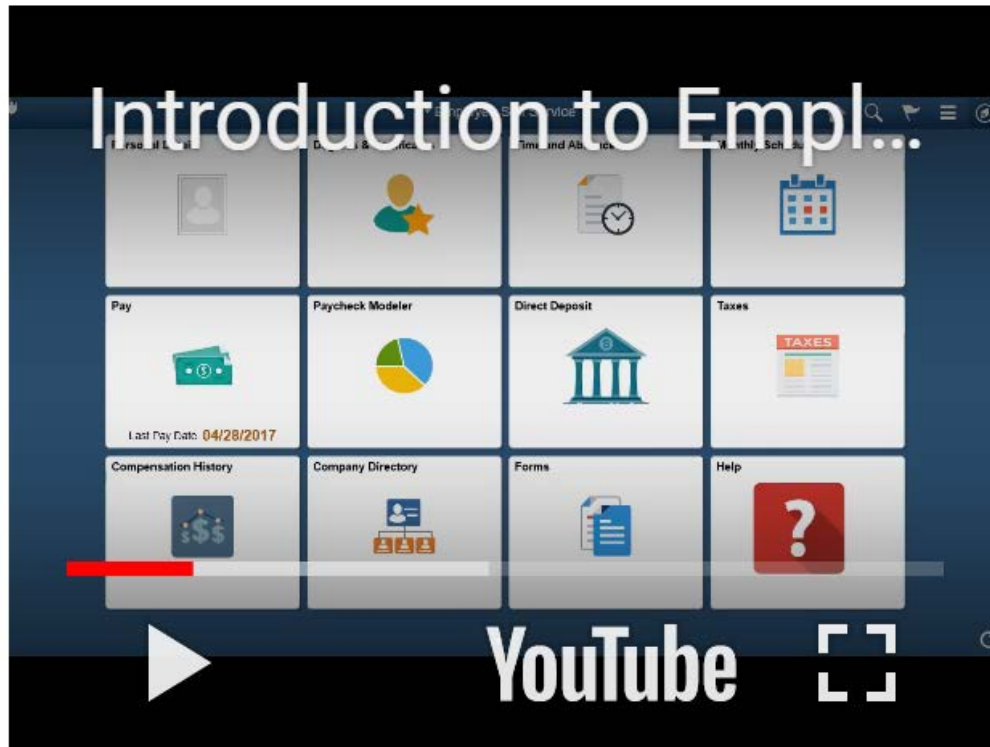 Introduction to Empl...
Pay
Paycheck Modeler
Direct Deposit
Taxes
TAXES
Last Pay Date 04/28/2017
Compensation History
Company Directory
Forms
Help
?
YouTube